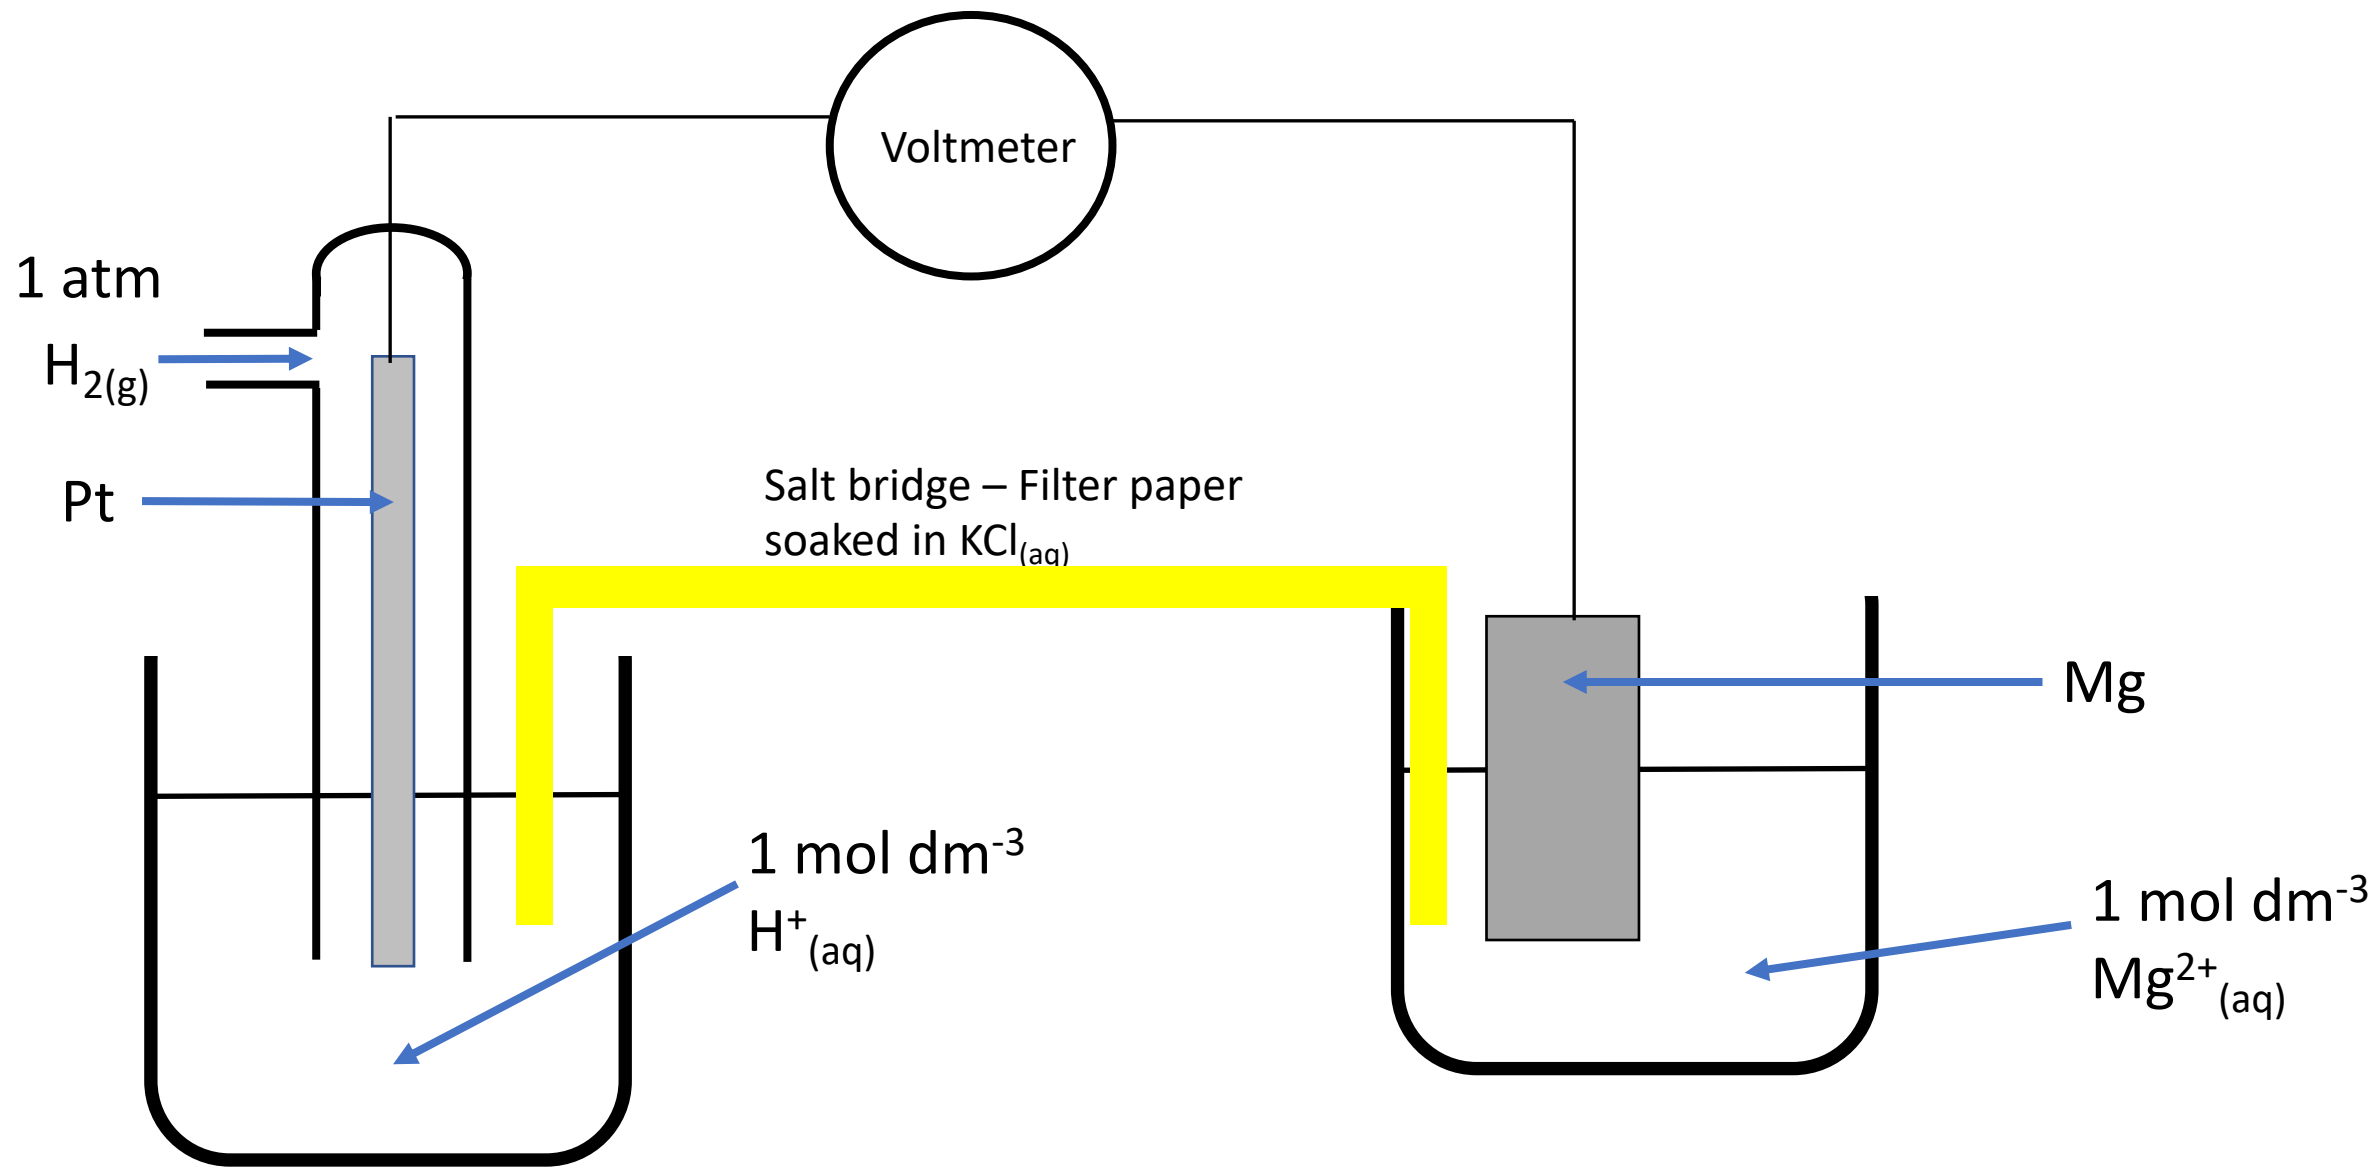 Voltmeter
1 atm
H₂(g)
Pt
Salt bridge – Filter paper
soaked in KCl(aq)
Mg
1 mol dm⁻³
H⁺(aq)
1 mol dm⁻³
Mg²⁺(aq)